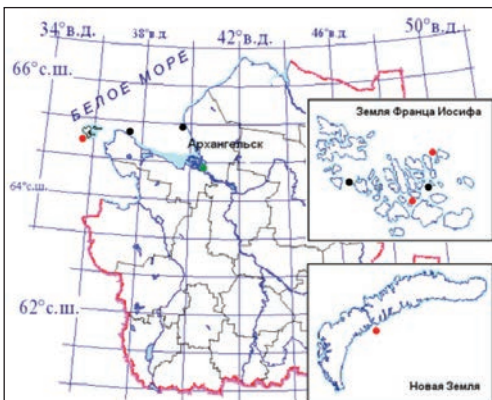 34°в.д.
38°в.д.
42°в.д.
46°в.д.
50°в.д.
66°с.ш.
БЕЛОЕ МОРЕ
Архангельск
64°с.ш.
62°с.ш.
Земля Франца Иосифа
Новая Земля